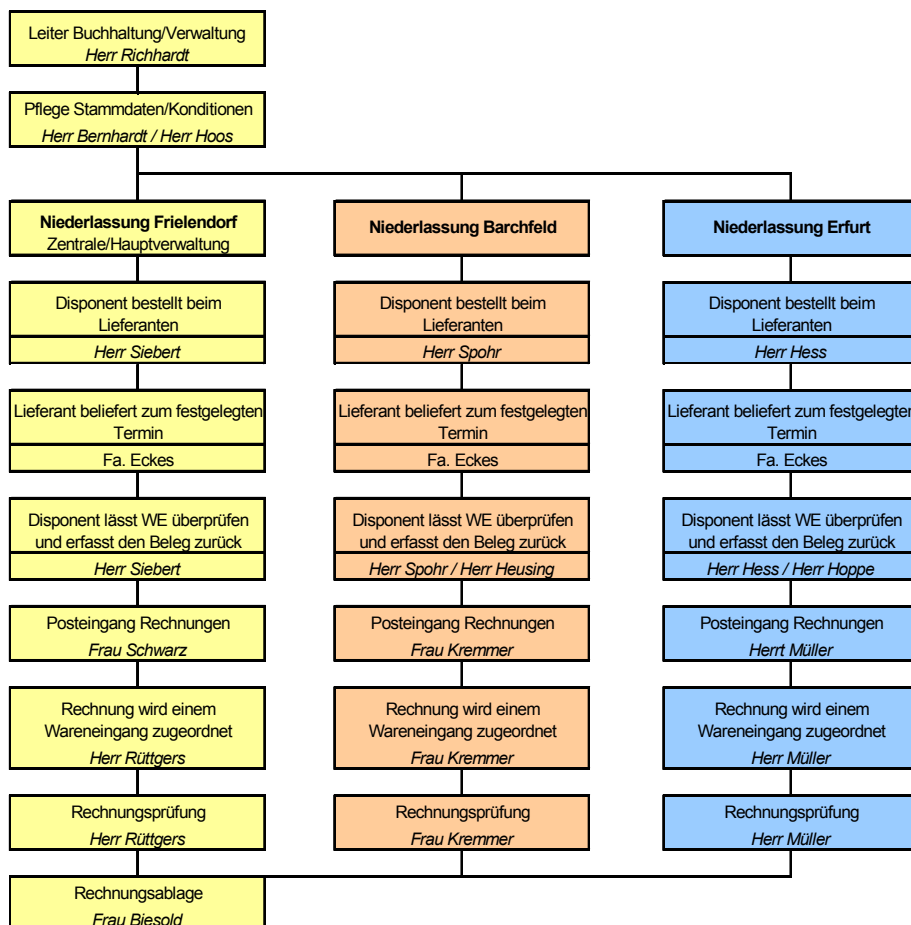 Leiter Buchhaltung/Verwaltung
Herr Richhardt
Pflege Stammdaten/Konditionen
Herr Bernhardt / Herr Hoos
Niederlassung Frielendorf
Zentrale/Hauptverwaltung
Niederlassung Barchfeld
Niederlassung Erfurt
Disponent bestellt beim
Lieferanten
Herr Siebert
Disponent bestellt beim
Lieferanten
Herr Spohr
Disponent bestellt beim
Lieferanten
Herr Hess
Lieferant beliefert zum festgelegten
Termin
Fa. Eckes
Lieferant beliefert zum festgelegten
Termin
Fa. Eckes
Lieferant beliefert zum festgelegten
Termin
Fa. Eckes
Disponent lässt WE überprüfen
und erfasst den Beleg zurück
Herr Siebert
Disponent lässt WE überprüfen
und erfasst den Beleg zurück
Herr Spohr / Herr Heusing
Disponent lässt WE überprüfen
und erfasst den Beleg zurück
Herr Hess / Herr Hoppe
Posteingang Rechnungen
Frau Schwarz
Posteingang Rechnungen
Frau Kremmer
Posteingang Rechnungen
Herrt Müller
Rechnung wird einem
Wareneingang zugeordnet
Herr Rüttgers
Rechnung wird einem
Wareneingang zugeordnet
Frau Kremmer
Rechnung wird einem
Wareneingang zugeordnet
Herr Müller
Rechnungsprüfung
Herr Rüttgers
Rechnungsprüfung
Frau Kremmer
Rechnungsprüfung
Herr Müller
Rechnungsablage
Frau Biesold